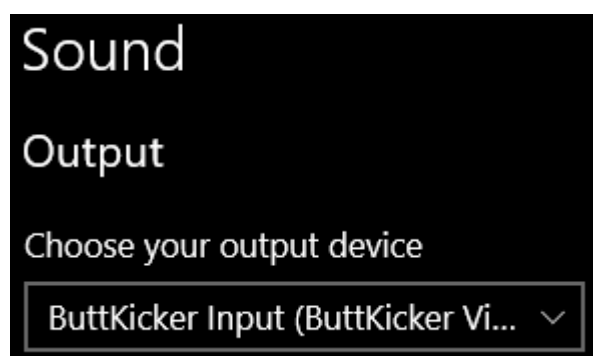 Sound
Output
Choose your output device
ButtKicker Input (ButtKicker Vi...